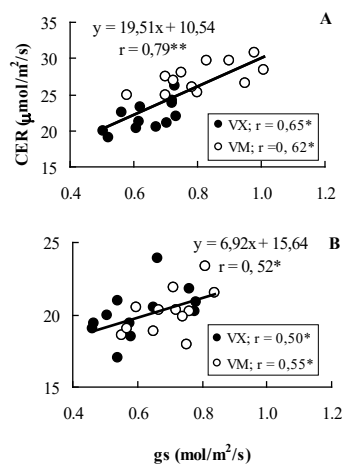 A
y = 19,51x + 10,54
r = 0,79**
CER (µmol/m²/s)
35
30
25
20
15
VX; r = 0,65*
VM; r =0, 62*
0.4 0.6 0.8 1.0 1.2
B
y = 6,92x + 15,64
r = 0, 52*
25
20
15
VX; r = 0,50*
VM; r = 0,55*
0.4 0.6 0.8 1.0 1.2
gs (mol/m²/s)